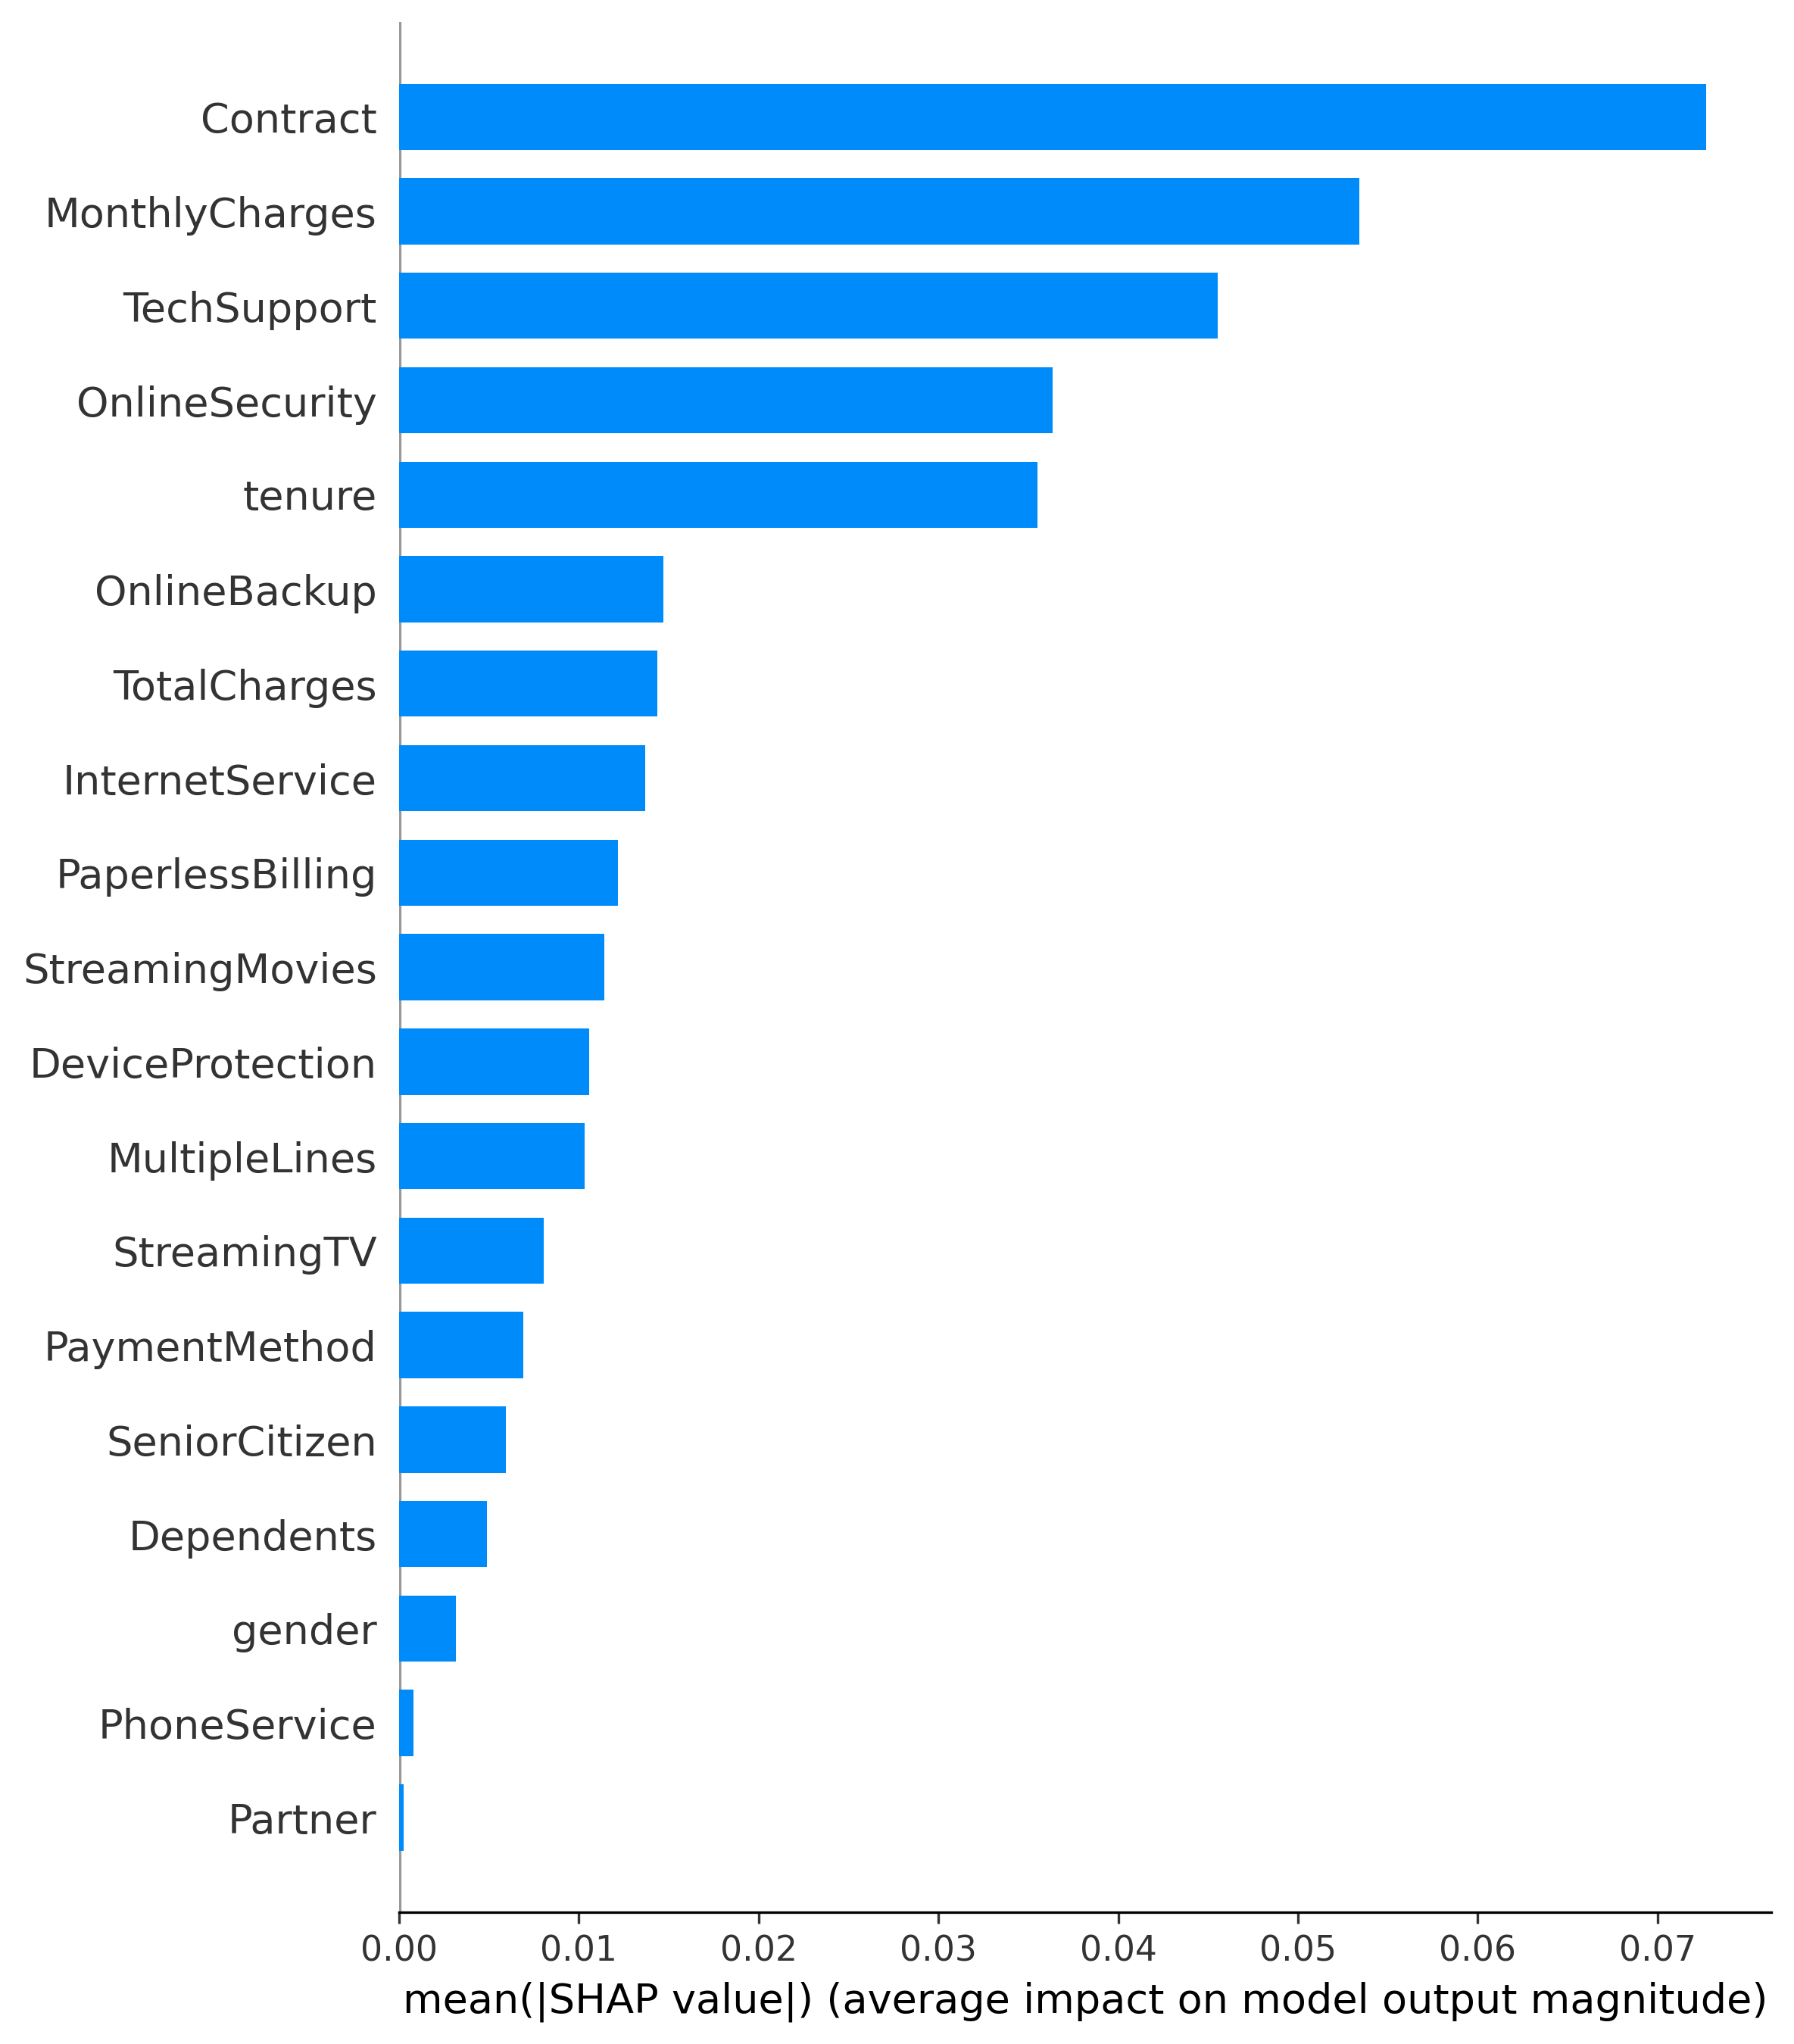 Contract
MonthlyCharges
TechSupport
OnlineSecurity
tenure
OnlineBackup
TotalCharges
InternetService
PaperlessBilling
StreamingMovies
DeviceProtection
MultipleLines
StreamingTV
PaymentMethod
SeniorCitizen
Dependents
gender
PhoneService
Partner
0.00 0.01 0.02 0.03 0.04 0.05 0.06 0.07
mean(|SHAP value|) (average impact on model output magnitude)